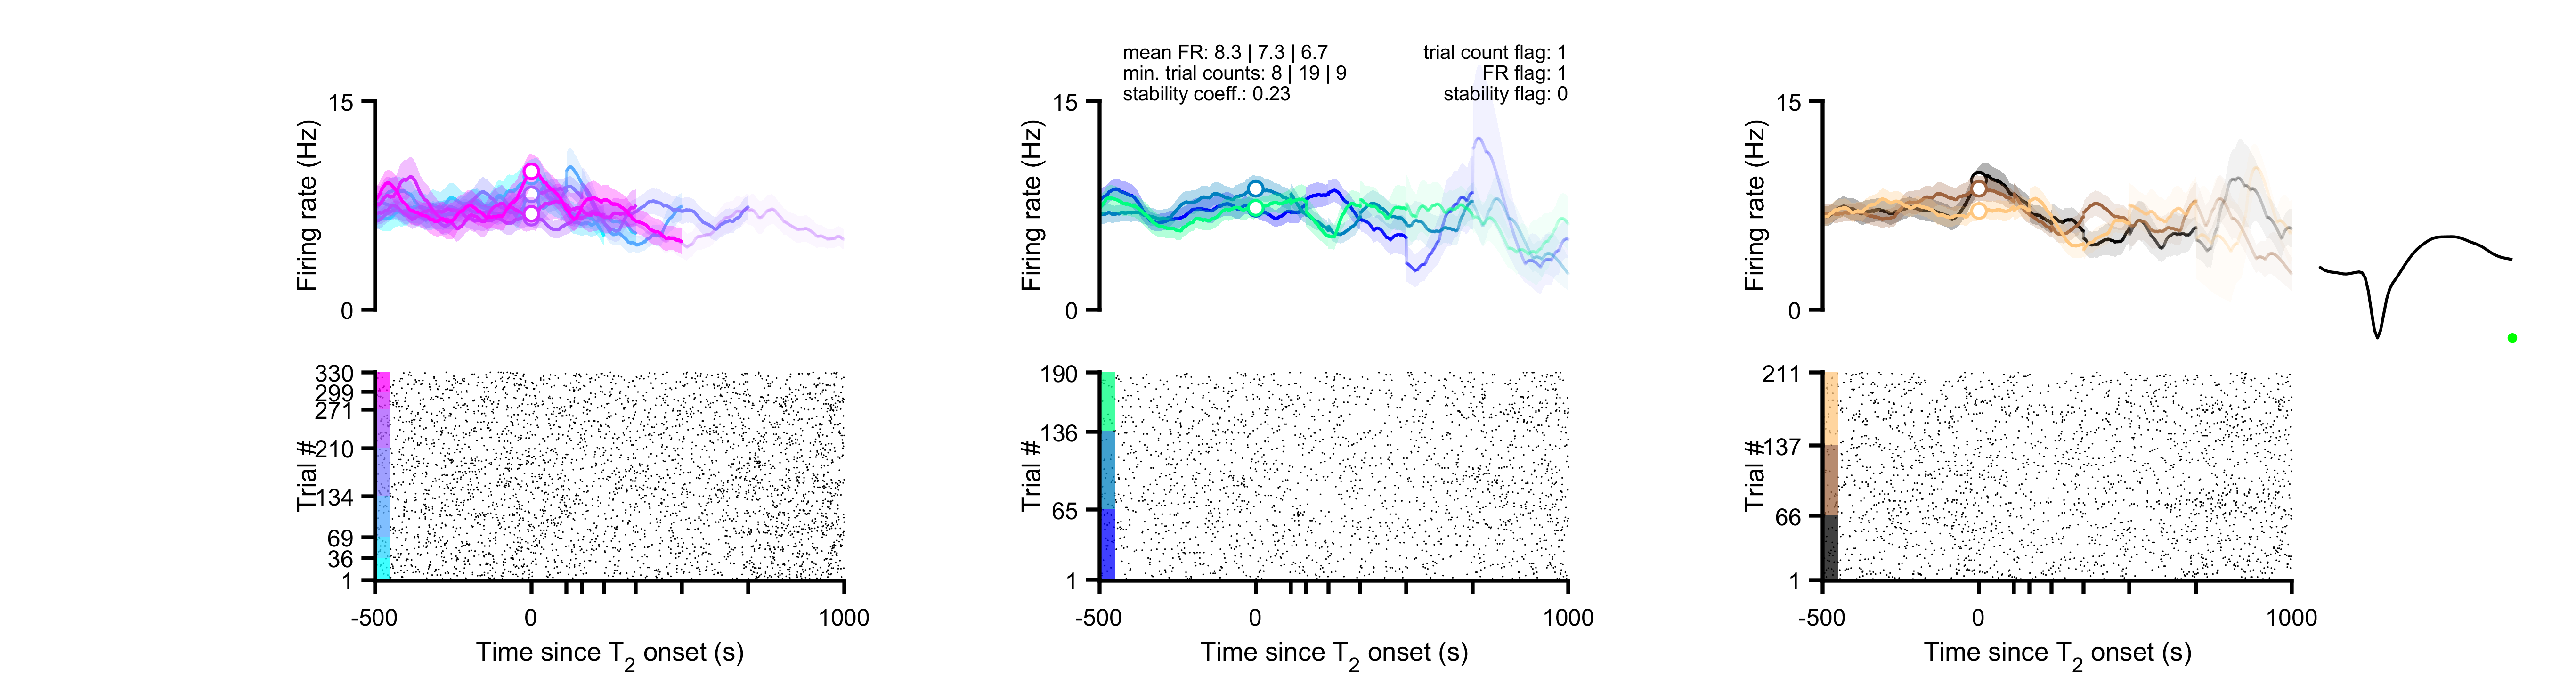 mean FR: 8.3 | 7.3 | 6.7
min. trial counts: 8 | 19 | 9
stability coeff.: 0.23
trial count flag: 1
FR flag: 1
stability flag: 0
Firing rate (Hz)
15
0
Firing rate (Hz)
15
0
Firing rate (Hz)
15
0
Trial #
330
299
271
210
134
69
36
1
-500
0
1000
Time since T2 onset (s)
Trial #
190
136
65
1
-500
0
1000
Time since T2 onset (s)
Trial #
211
137
66
1
-500
0
1000
Time since T2 onset (s)